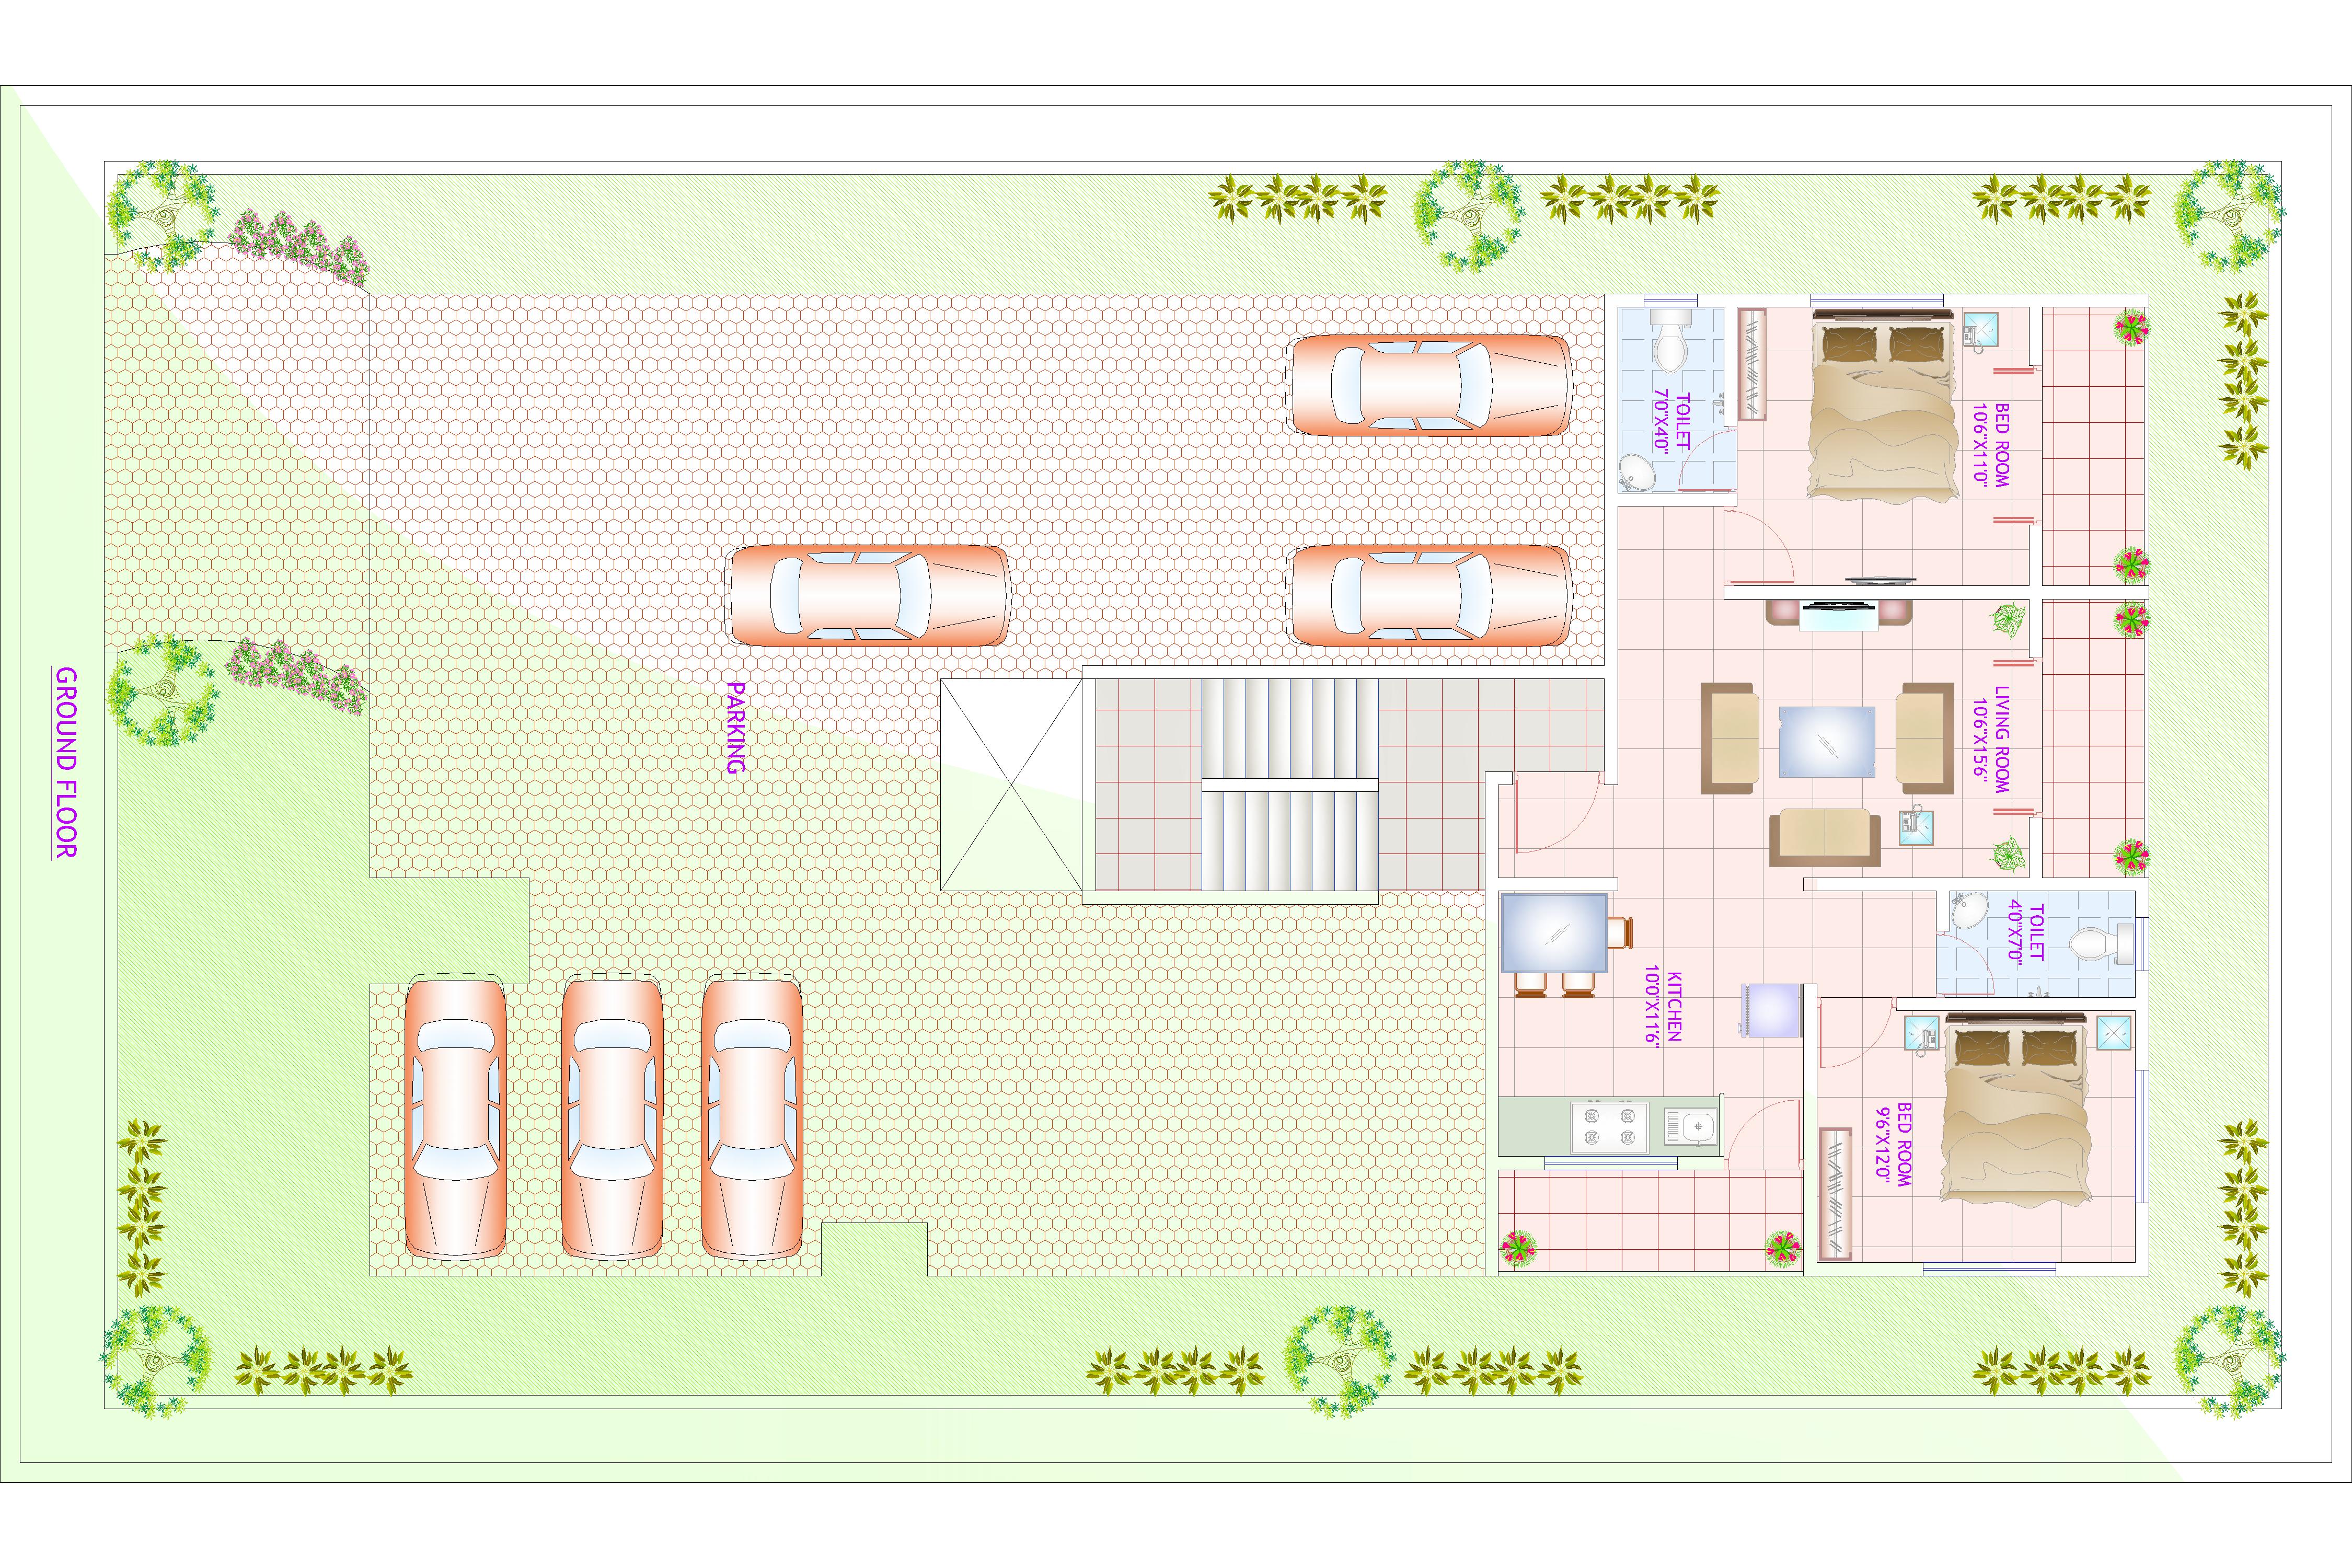 BED ROOM
10'6"X11'0"
TOILET
7'0"X4'0"
LIVING ROOM
10'6"X15'6"
TOILET
4'0"X7'0"
KITCHEN
10'0"X11'6"
BED ROOM
9'6"X12'0"
PARKING
GROUND FLOOR